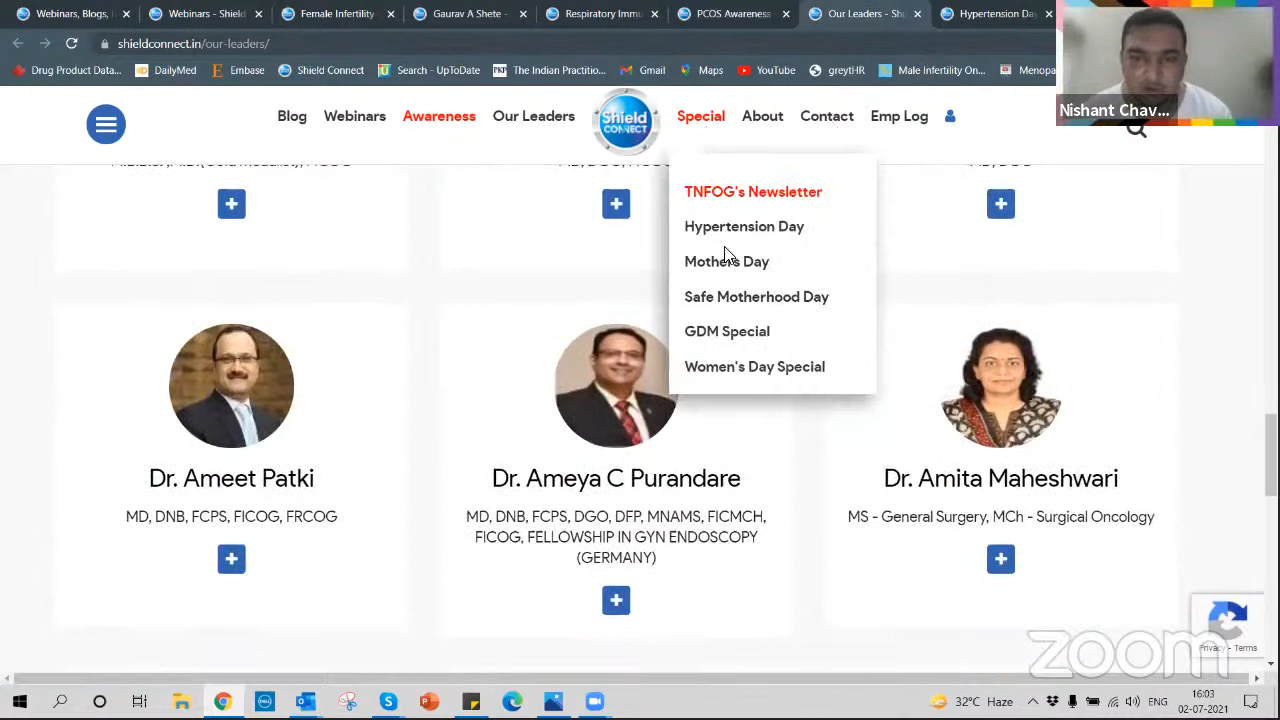 Webinars, Blogs, I
Webinars - Shield
Female Infertility
Gaurav A Shete -
Respiratory Immu
PCOS Awareness
Our Leaders - Shi
Hypertension Day
shieldconnect.in/our-leaders/
Drug Product Data...
DailyMed
Embase
Shield Connect
Search - UpToDate
The Indian Practitio...
Gmail
Maps
YouTube
greytHR
Male Infertility On...
Menop
Nishant Chav...
Blog
Webinars
Awareness
Our Leaders
Shield
CONNECT
Special
About
Contact
Emp Log
TNFOG's Newsletter
Hypertension Day
Mothers Day
Safe Motherhood Day
GDM Special
Women's Day Special
Dr. Ameet Patki
MD, DNB, FCPS, FICOG, FRCOG
Dr. Ameya C Purandare
MD, DNB, FCPS, DGO, DFP, MNAMS, FICMCH,
FICOG, FELLOWSHIP IN GYN ENDOSCOPY
(GERMANY)
Dr. Amita Maheshwari
MS - General Surgery, MCh - Surgical Oncology
Privacy - Terms
zoom
32°C Haze
16:03
02-07-2021